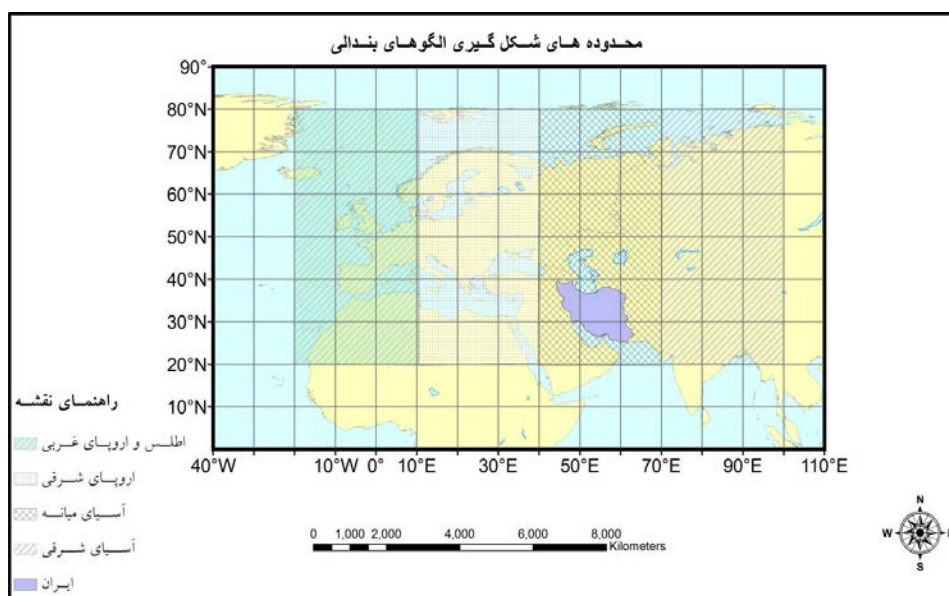 محدوده های شکل گیری الگوهای بندالی
90°
80°N
70°N
60°N
50°N
40°N
30°N
20°N
10°N
40°W 10°W 0° 10°E 30°E 50°E 70°E 90°E 110°E
راهنمای نقشه
اطلس و اروپای غربی
اروپای شرقی
آسیای میانه
آسیای شرقی
ایران
0 1,000 2,000 4,000 6,000 8,000
Kilometers
N
W
S